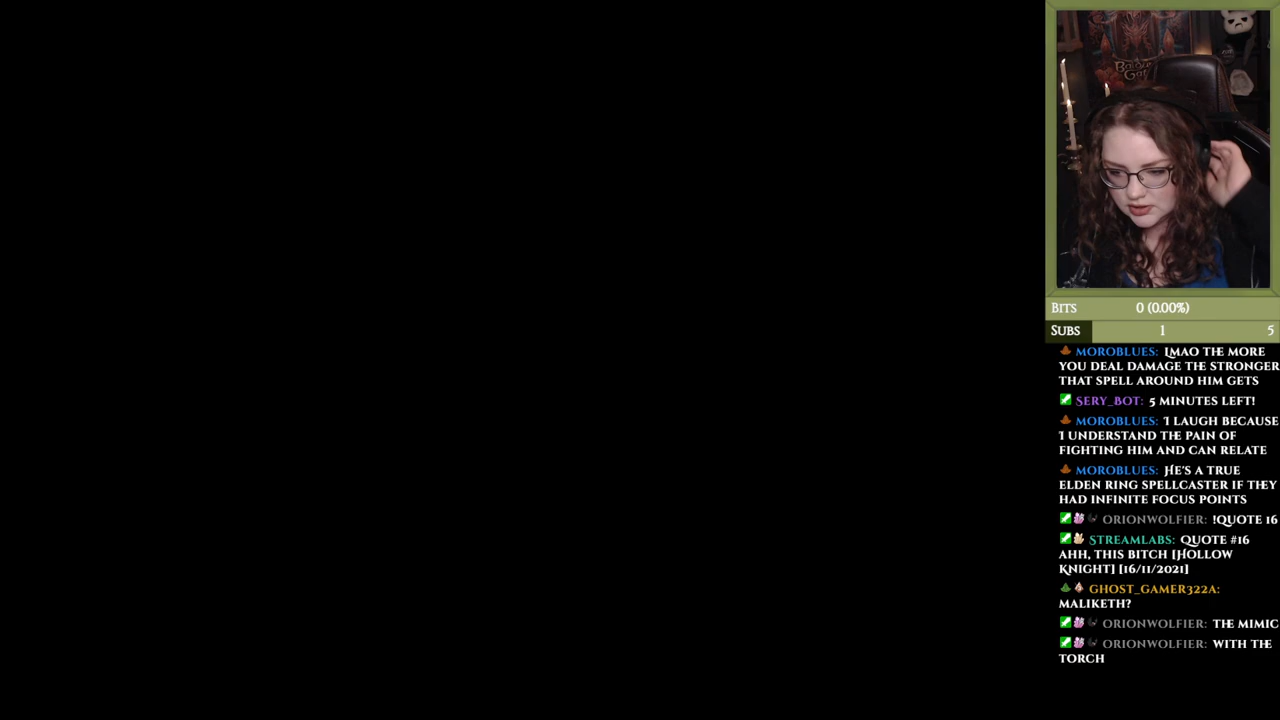 Baldur's
Gate
Bits 0 (0.00%)
Subs 1 5
MOROBLUES: LMAO THE MORE
YOU DEAL DAMAGE THE STRONGER
THAT SPELL AROUND HIM GETS
SERY_BOT: 5 MINUTES LEFT!
MOROBLUES: I LAUGH BECAUSE
I UNDERSTAND THE PAIN OF
FIGHTING HIM AND CAN RELATE
MOROBLUES: HE'S A TRUE
ELDEN RING SPELLCASTER IF THEY
HAD INFINITE FOCUS POINTS
ORIONWOLFIER: !QUOTE 16
STREAMLABS: QUOTE #16
AHH, THIS BITCH [HOLLOW
KNIGHT] [16/11/2021]
GHOST_GAMER322A:
MALIKETH?
ORIONWOLFIER: THE MIMIC
ORIONWOLFIER: WITH THE
TORCH